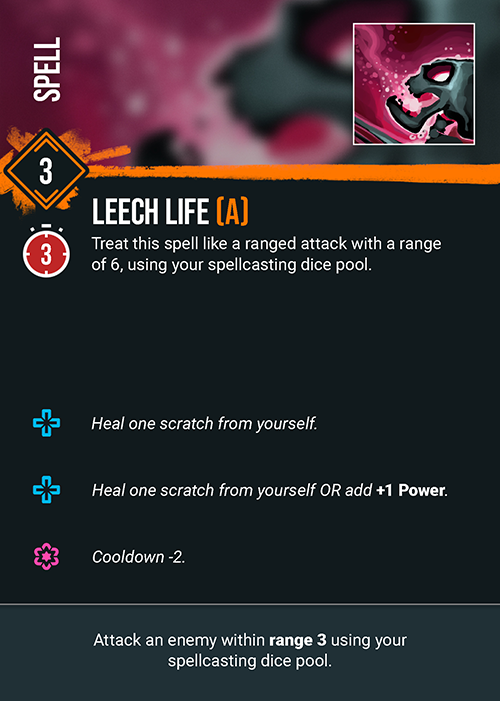 SPELL
3
LEECH LIFE (A)
3
Treat this spell like a ranged attack with a range
of 6, using your spellcasting dice pool.
Heal one scratch from yourself.
Heal one scratch from yourself OR add +1 Power.
Cooldown -2.
Attack an enemy within range 3 using your
spellcasting dice pool.